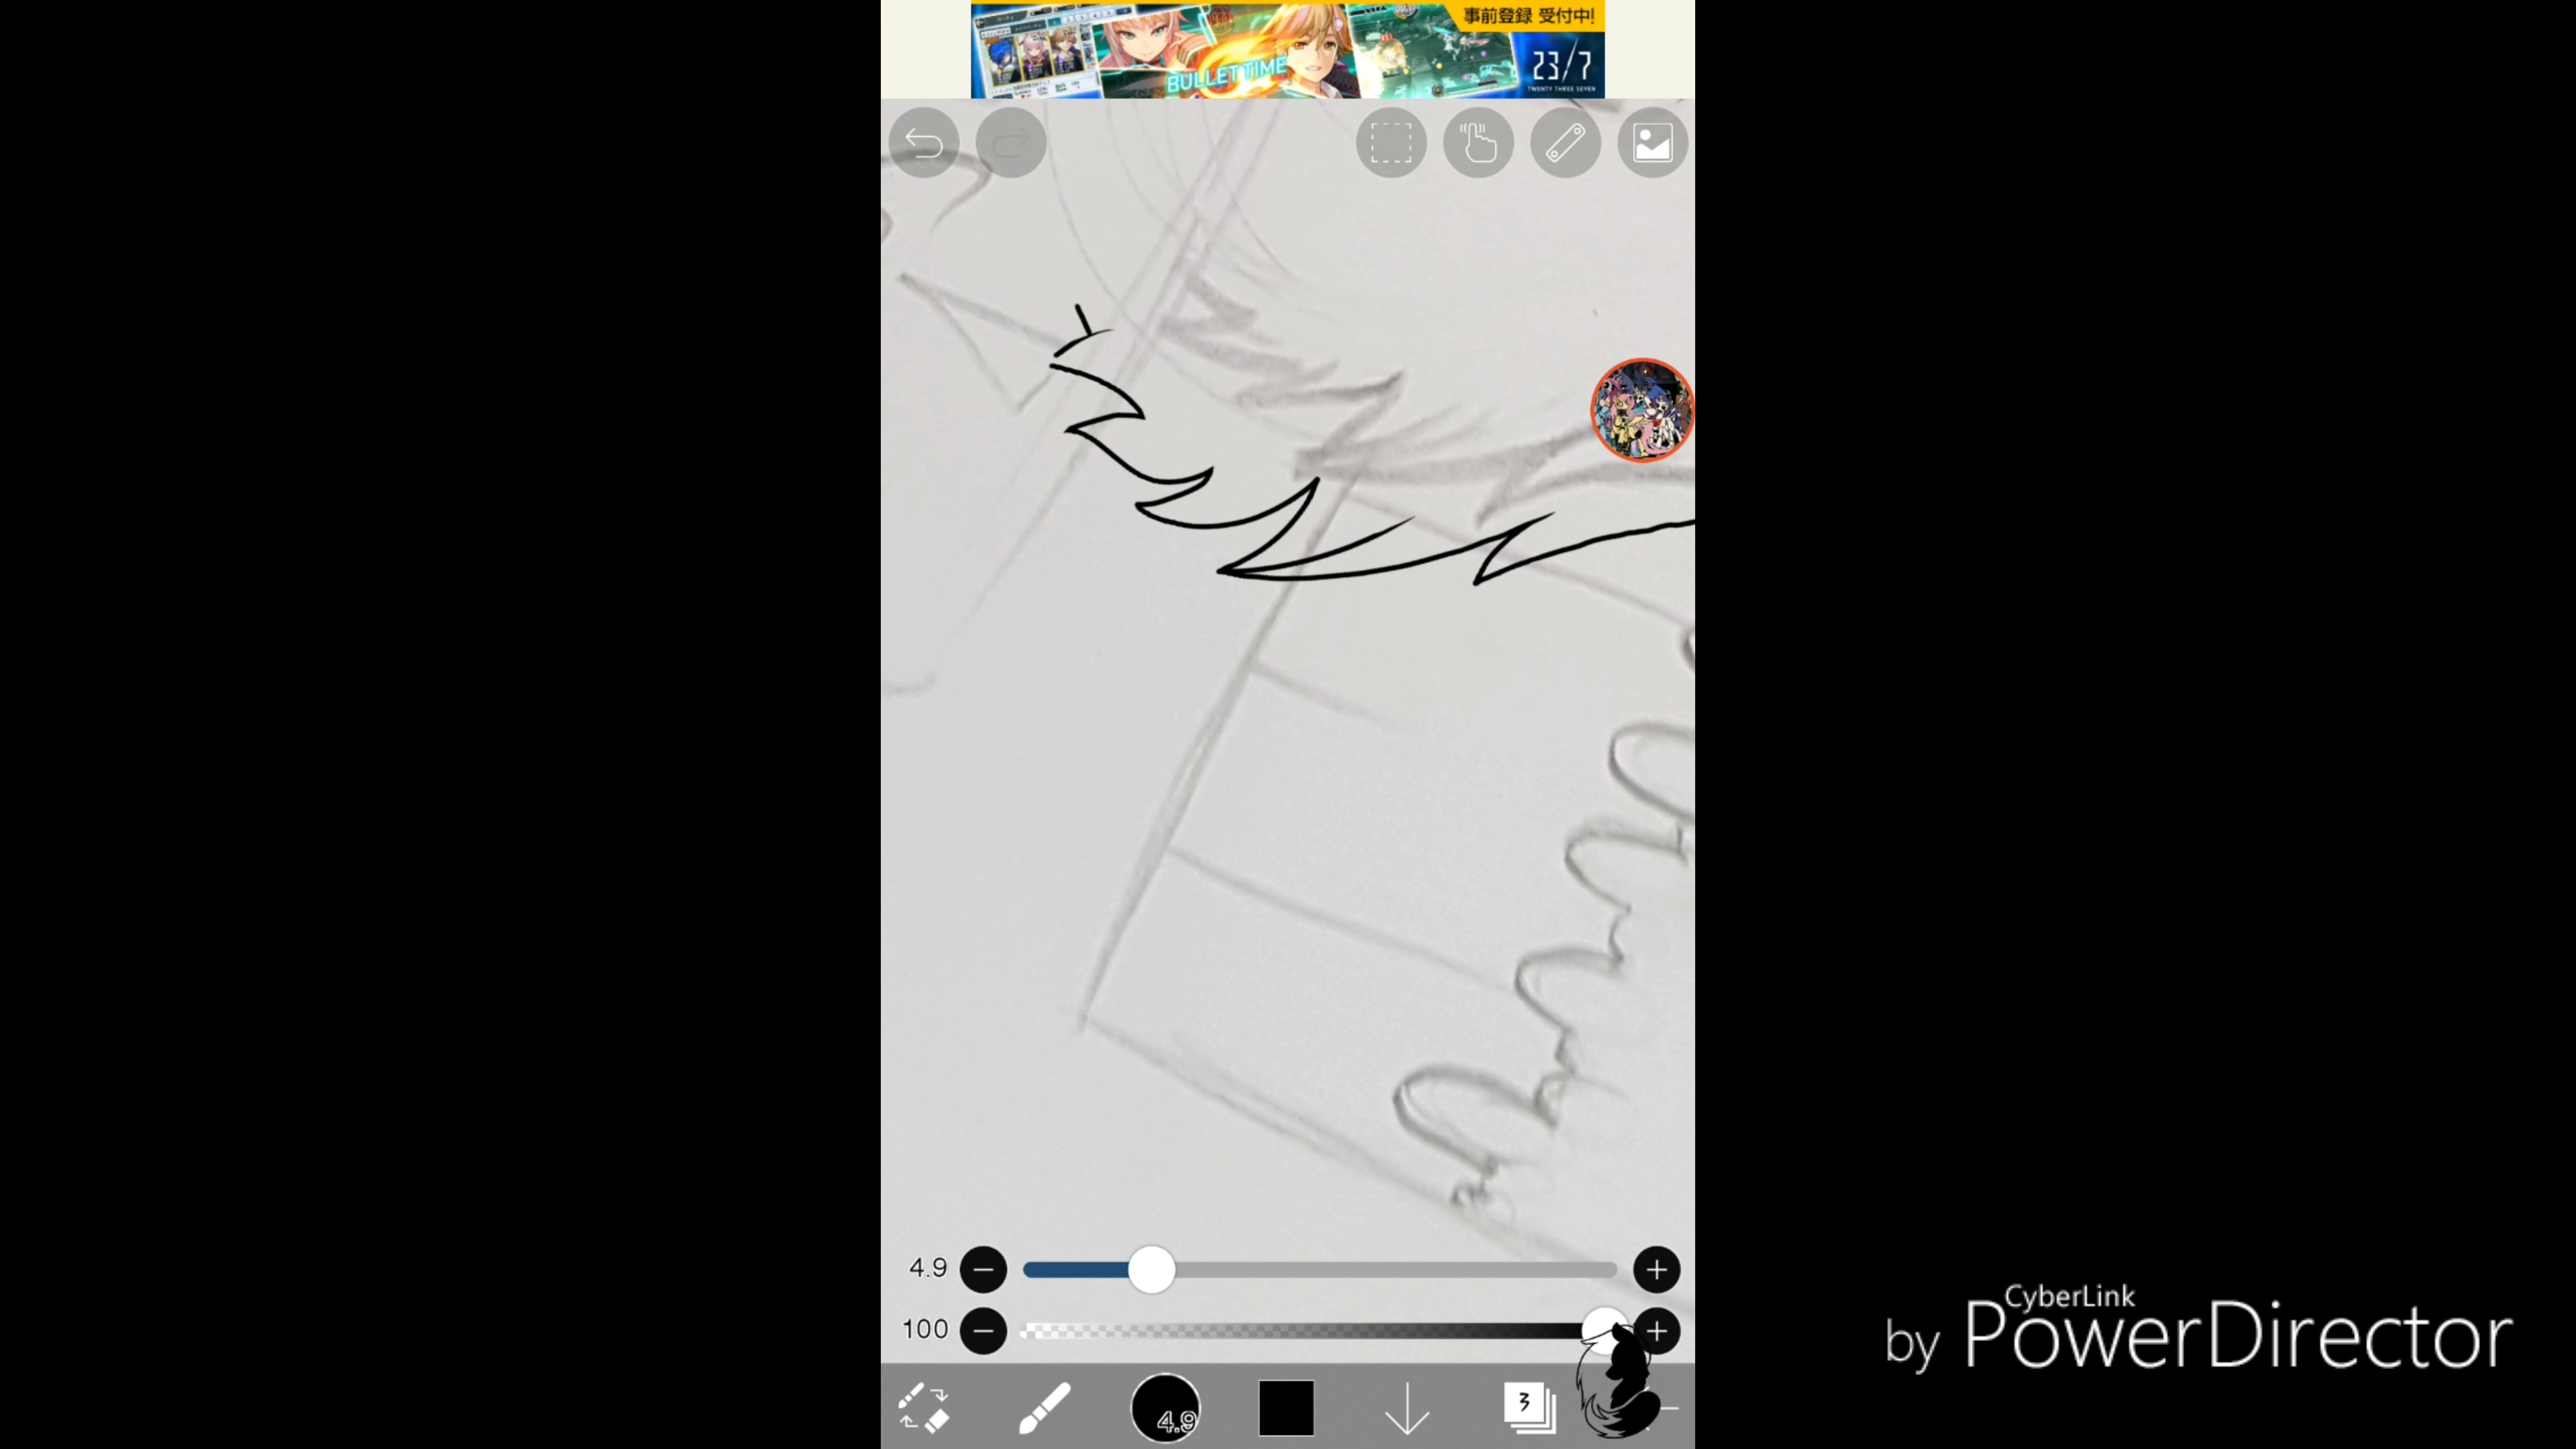 事前登録 受付中!
BULLET TIME
23/7
TWENTY THREE SEVEN
4.9
100
4.9
3
CyberLink
by PowerDirector